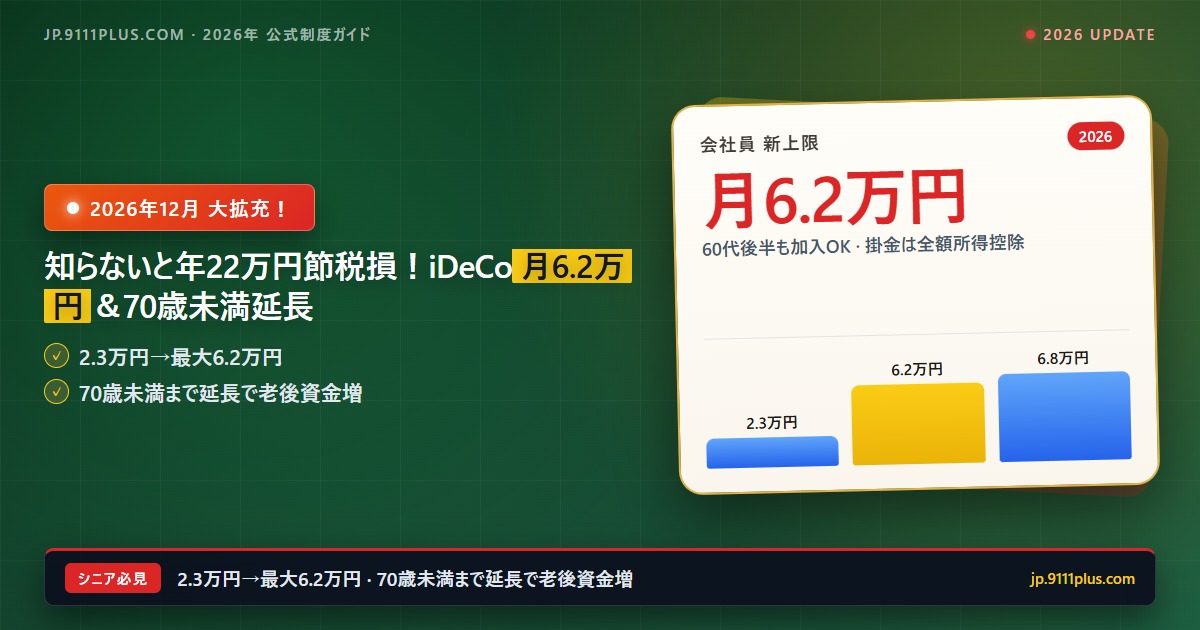 JP.9111PLUS.COM · 2026年 公式制度ガイド
2026 UPDATE
2026年12月 大拡充！
知らないと年22万円節税損！iDeCo 月6.2万
円 ＆70歳未満延長
✓ 2.3万円→最大6.2万円
✓ 70歳未満まで延長で老後資金増
会社員 新上限
2026
月6.2万円
60代後半も加入OK · 掛金は全額所得控除
2.3万円
6.2万円
6.8万円
シニア必見 2.3万円→最大6.2万円 · 70歳未満まで延長で老後資金増
jp.9111plus.com